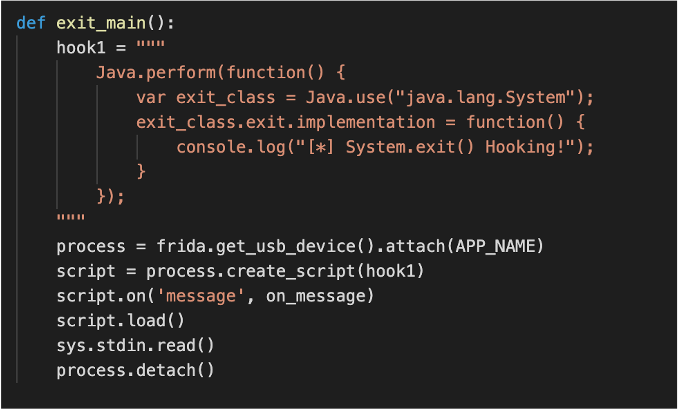 def exit_main():
    hook1 = """
        Java.perform(function() {
            var exit_class = Java.use("java.lang.System");
            exit_class.exit.implementation = function() {
                console.log("[*] System.exit() Hooking!");
            }
        });
    """
    process = frida.get_usb_device().attach(APP_NAME)
    script = process.create_script(hook1)
    script.on('message', on_message)
    script.load()
    sys.stdin.read()
    process.detach()